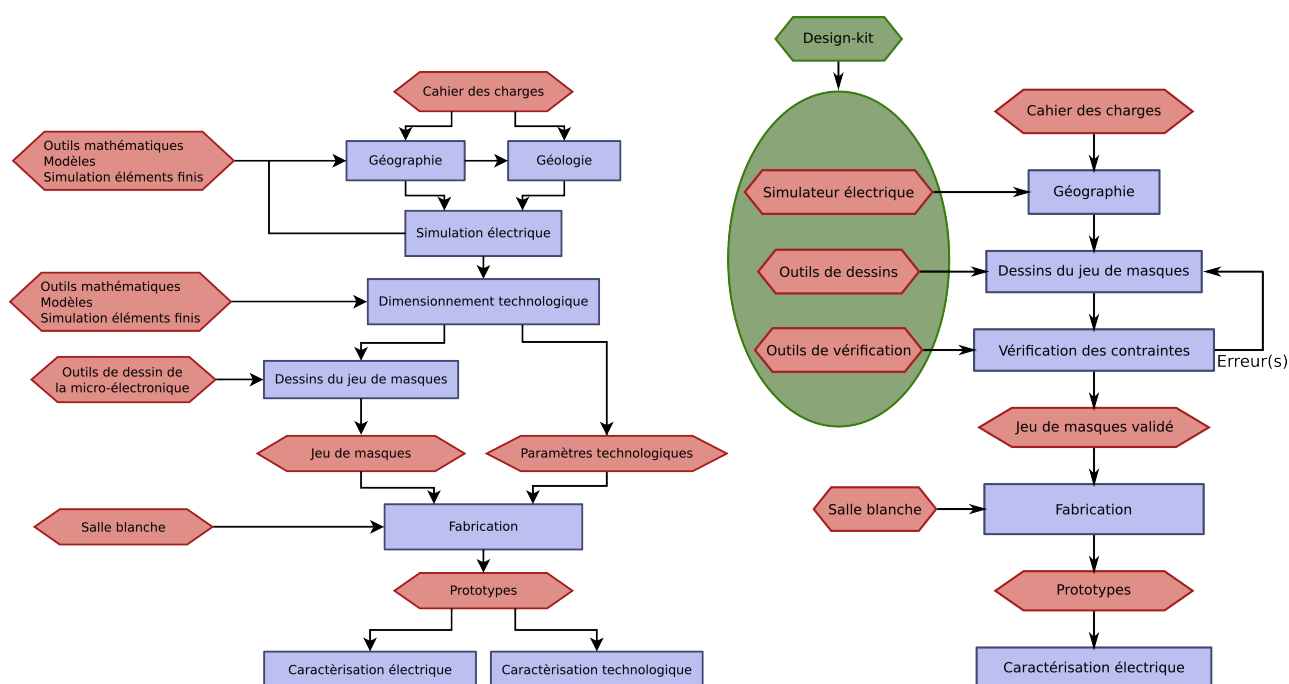 Cahier des charges
Outils mathématiques
Modèles
Simulation éléments finis
Géographie
Géologie
Simulation électrique
Outils mathématiques
Modèles
Simulation éléments finis
Dimensionnement technologique
Outils de dessin de
la micro-électronique
Dessins du jeu de masques
Jeu de masques
Paramètres technologiques
Salle blanche
Fabrication
Prototypes
Caractèrisation électrique
Caractèrisation technologique
Design-kit
Cahier des charges
Simulateur électrique
Géographie
Outils de dessins
Dessins du jeu de masques
Outils de vérification
Vérification des contraintes
Erreur(s)
Jeu de masques validé
Salle blanche
Fabrication
Prototypes
Caractérisation électrique